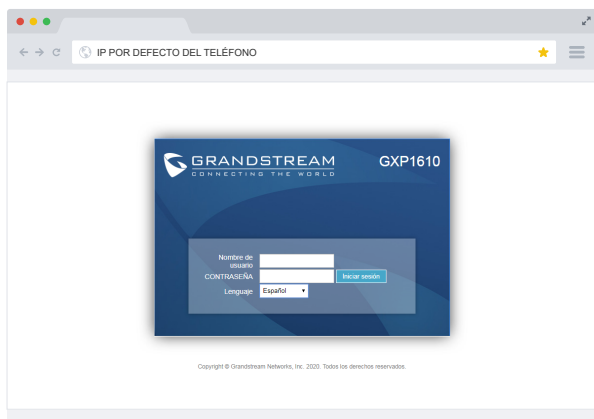 IP POR DEFECTO DEL TELÉFONO
GRANDSTREAM
CONNECTING THE WORLD
GXP1610
Nombre de
usuario
CONTRASEÑA
Iniciar sesión
Lenguaje
Español
Copyright © Grandstream Networks, Inc. 2020. Todos los derechos reservados.